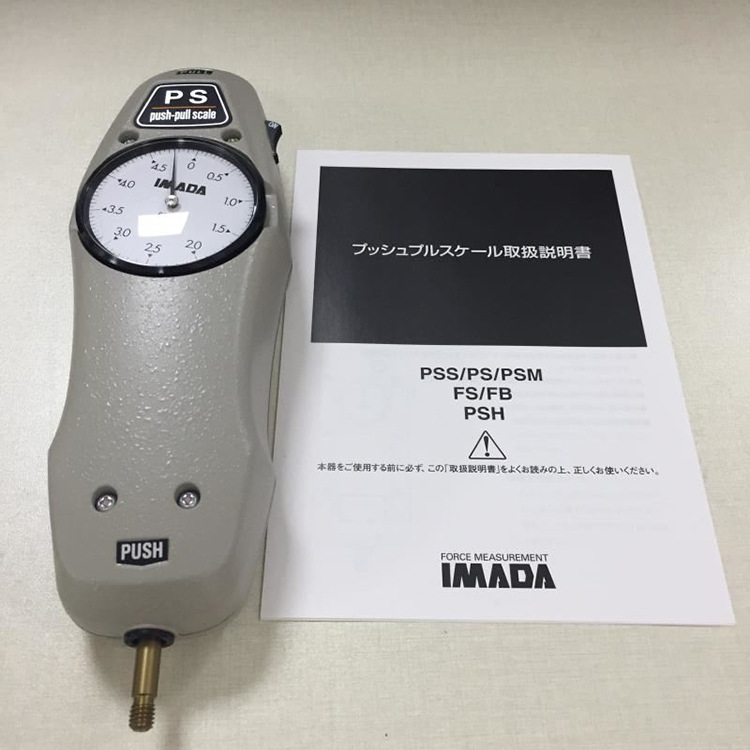 PULL
PS
push-pull scale
ON
0
0.5
1.0
1.5
2.0
2.5
3.0
3.5
4.0
4.5
IMADA
PUSH
プッシュプルスケール取扱説明書
PSS/PS/PSM
FS/FB
PSH
本器をご使用する前に必ず、この「取扱説明書」をよくお読みの上、正しくお使いください。
FORCE MEASUREMENT
IMADA